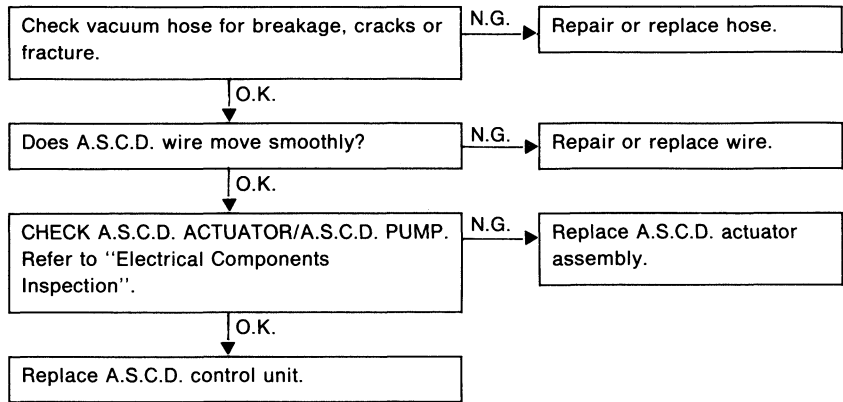 Check vacuum hose for breakage, cracks or
fracture.
N.G.
Repair or replace hose.
O.K.
Does A.S.C.D. wire move smoothly?
N.G.
Repair or replace wire.
O.K.
CHECK A.S.C.D. ACTUATOR/A.S.C.D. PUMP.
Refer to ‘‘Electrical Components
Inspection’’.
N.G.
Replace A.S.C.D. actuator
assembly.
O.K.
Replace A.S.C.D. control unit.